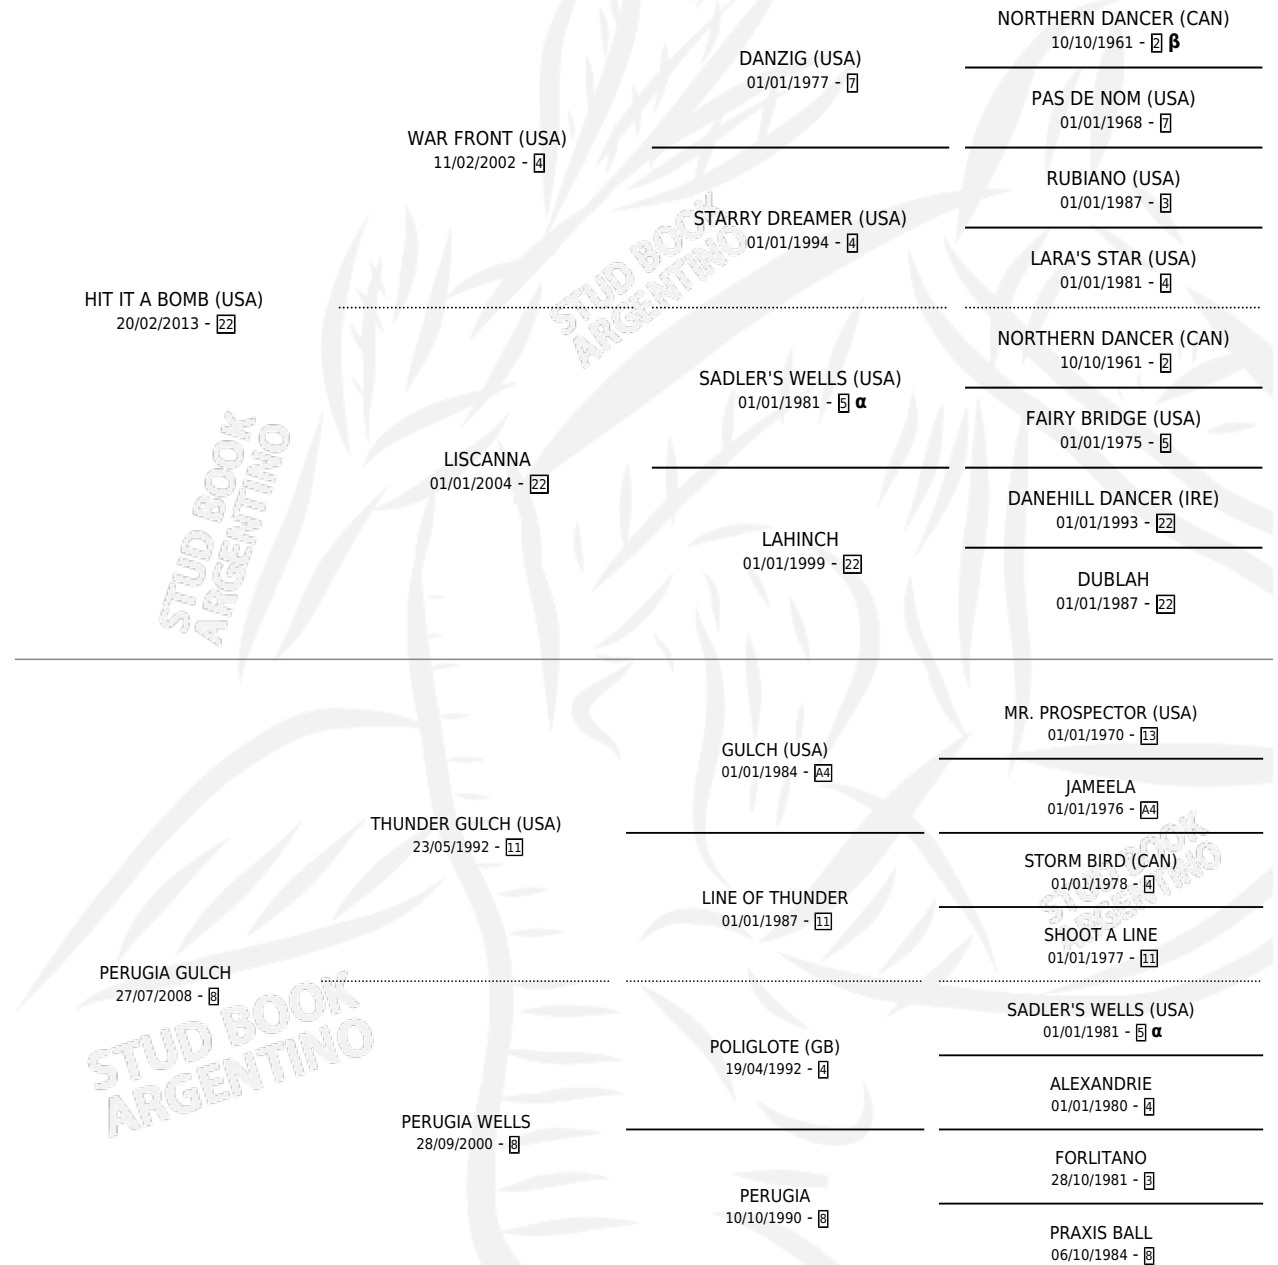 HIT IT A BOMB (USA)
20/02/2013 - 22
WAR FRONT (USA)
11/02/2002 - 4
LISCANNA
01/01/2004 - 22
DANZIG (USA)
01/01/1977 - 7
STARRY DREAMER (USA)
01/01/1994 - 4
SADLER'S WELLS (USA)
01/01/1981 - 5 α
LAHINCH
01/01/1999 - 22
NORTHERN DANCER (CAN)
10/10/1961 - 2 β
PAS DE NOM (USA)
01/01/1968 - 7
RUBIANO (USA)
01/01/1987 - 3
LARA'S STAR (USA)
01/01/1981 - 4
NORTHERN DANCER (CAN)
10/10/1961 - 2
FAIRY BRIDGE (USA)
01/01/1975 - 5
DANEHILL DANCER (IRE)
01/01/1993 - 22
DUBLAH
01/01/1987 - 22
PERUGIA GULCH
27/07/2008 - 8
THUNDER GULCH (USA)
23/05/1992 - 11
PERUGIA WELLS
28/09/2000 - 8
GULCH (USA)
01/01/1984 - A4
LINE OF THUNDER
01/01/1987 - 11
POLIGLOTE (GB)
19/04/1992 - 4
PERUGIA
10/10/1990 - 8
MR. PROSPECTOR (USA)
01/01/1970 - 13
JAMEELA
01/01/1976 - A4
STORM BIRD (CAN)
01/01/1978 - 4
SHOOT A LINE
01/01/1977 - 11
SADLER'S WELLS (USA)
01/01/1981 - 5 α
ALEXANDRIE
01/01/1980 - 4
FORLITANO
28/10/1981 - 3
PRAXIS BALL
06/10/1984 - 8
STUD BOOK
ARGENTINO
STUD BOOK
ARGENTINO
STUD BOOK
ARGENTINO
STUD BOOK
ARGENTINO